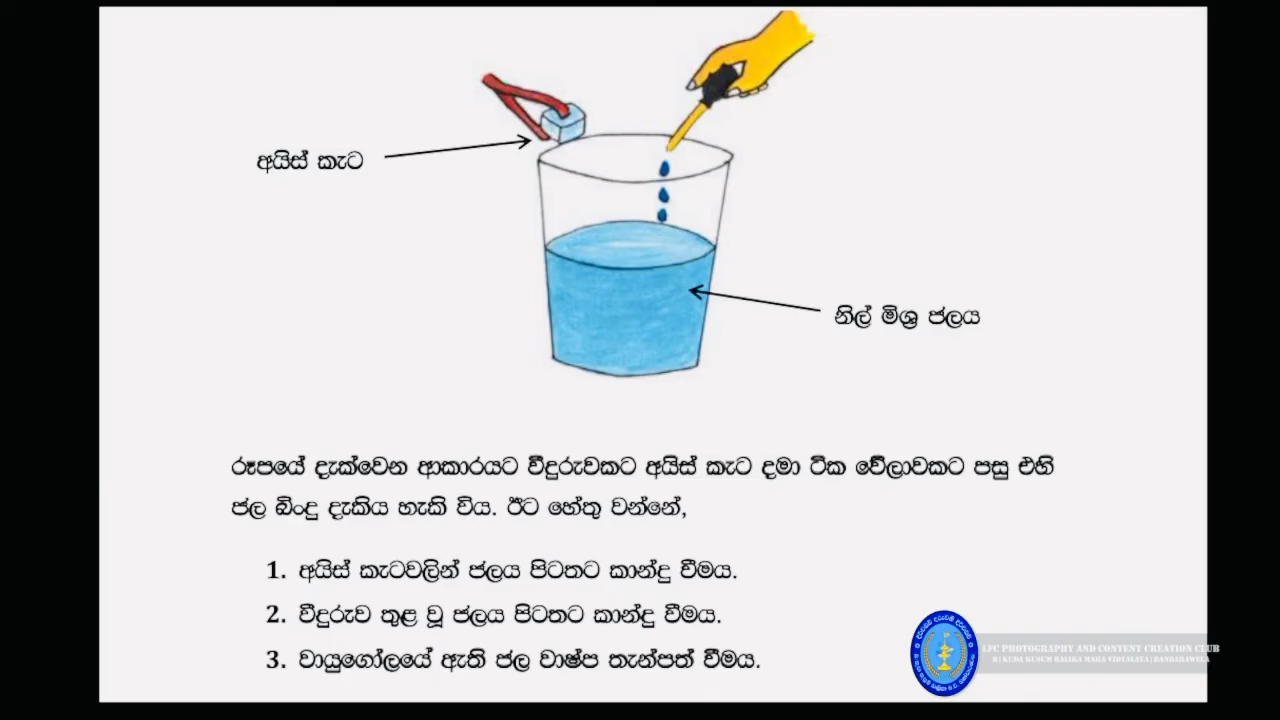 අයිස් කැට
නිල් මිශ්‍ර ජලය
රූපයේ දැක්වෙන ආකාරයට වීදුරුවකට අයිස් කැට දමා ටික වේලාවකට පසු එහි
ජල බිංදු දැකිය හැකි විය. ඊට හේතු වන්නේ,
1. අයිස් කැටවලින් ජලය පිටතට කාන්දු වීමය.
2. වීදුරුව තුළ වූ ජලය පිටතට කාන්දු වීමය.
3. වායුගෝලයේ ඇති ජල වාෂ්ප තැන්පත් වීමය.
LFC PHOTOGRAPHY AND CONTENT CREATION CLUB